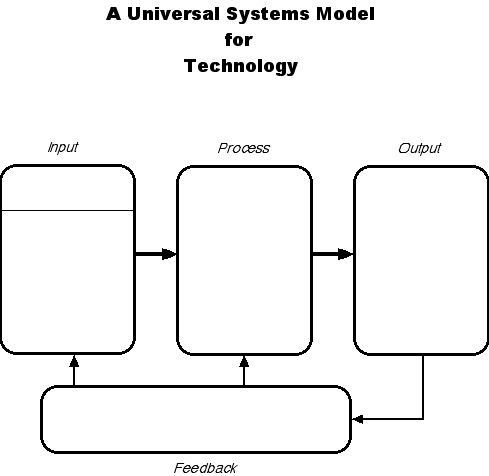 A Universal Systems Model
for
Technology
Input
Process
Output
Feedback